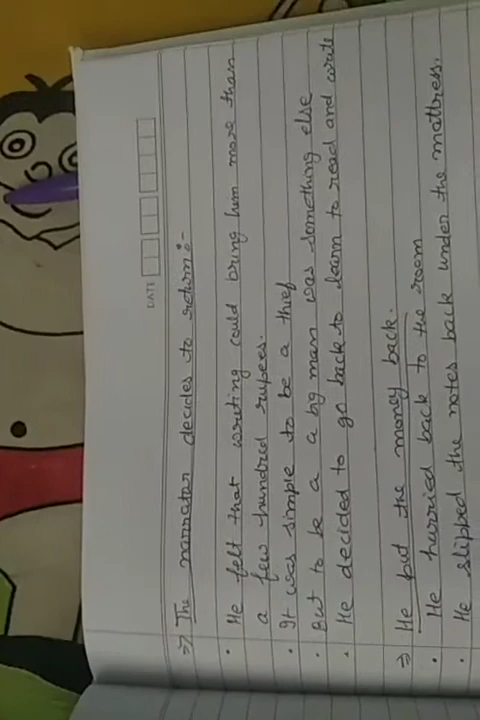 DATE
⇒ The narrator decides to return:-
• He felt that writing could bring him more than
a few hundred rupees.
• It was simple to be a thief
• But to be a a big man was something else
• He decided to go back to learn to read and write
⇒ He put the money back.
• He hurried back to the room
• He slipped the notes back under the mattress.